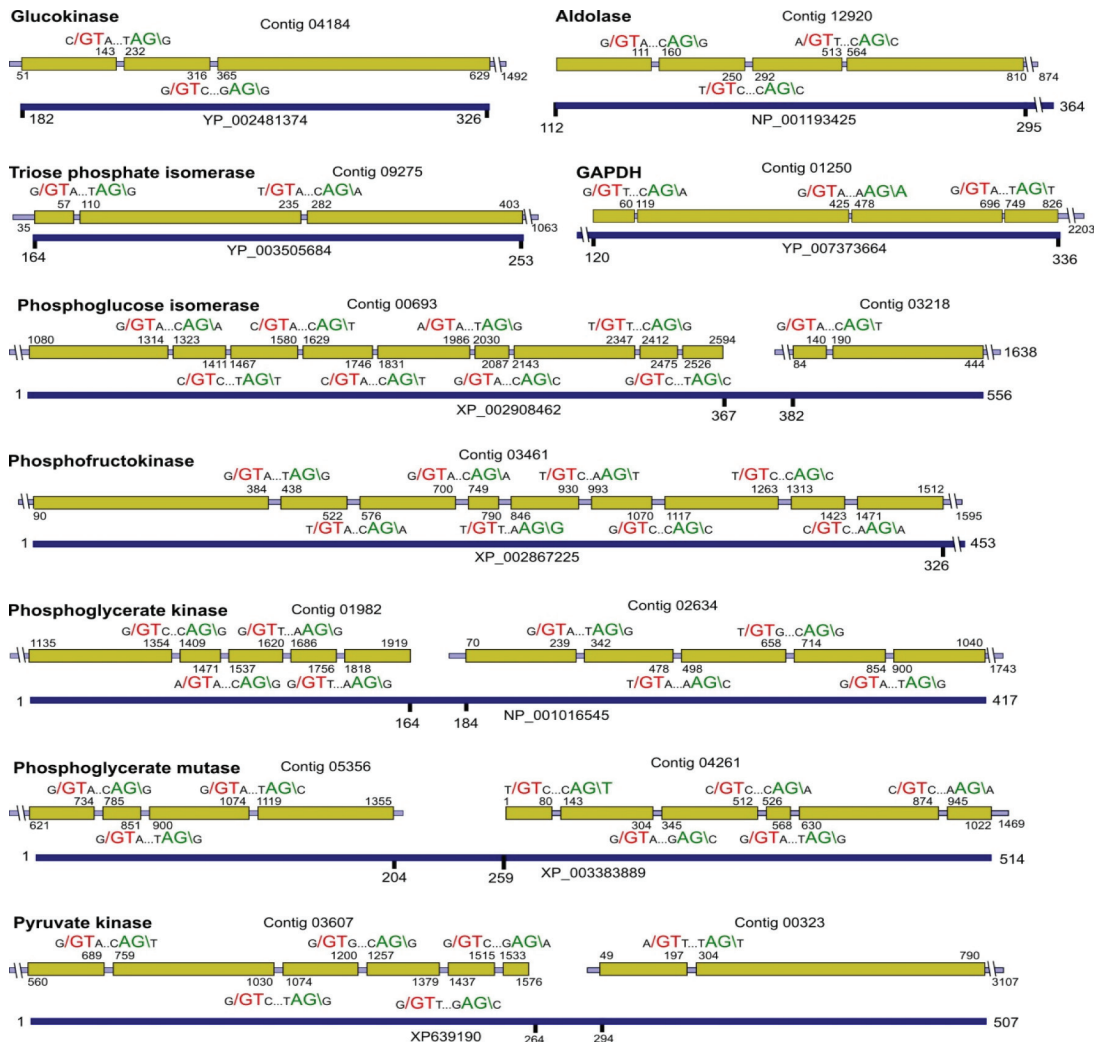 Glucokinase
Contig 04184
C/GTA...TAG\G
143 232
51 316 365 629 1492
G/GTC...GAG\G
182 YP_002481374 326
Aldolase
Contig 12920
G/GTA...CAG\G A/GTT...CAG\C
111 160 513 564
250 292 810 874
T/GTC...CAG\C
364
112 NP_001193425 295
Triose phosphate isomerase
Contig 09275
G/GTA...TAG\G T/GTA...CAG\A
57 110 235 282 403
35 1063
YP_003505684
164 253
GAPDH
Contig 01250
G/GTT...CAG\A G/GTA...AAG\A G/GTA...TAG\T
60 119 425 478 696 749 826
2203
YP_007373664
120 336
Phosphoglucose isomerase
Contig 00693 Contig 03218
G/GTA...CAG\A C/GTA...CAG\T A/GTA...TAG\G T/GTT...CAG\G G/GTA...CAG\T
1080 1314 1323 1580 1629 1986 2030 2347 2412 2594 140 190
1638
1411 1467 1746 1831 2087 2143 2475 2526 84 444
C/GTC...TAG\T C/GTA...CAG\T G/GTA...CAG\C G/GTC...TAG\C
1 556
XP_002908462 367 382
Phosphofructokinase
Contig 03461
G/GTA...TAG\G G/GTA...CAG\A T/GTC...AAG\T T/GTC...CAG\C
384 438 700 749 930 993 1263 1313 1512
90 522 576 790 846 1070 1117 1423 1471 1595
T/GTA...CAG\A T/GTT...AAG\G G/GTC...CAG\C C/GTC...AAG\A
1 453
XP_002867225 326
Phosphoglycerate kinase
Contig 01982 Contig 02634
G/GTC...CAG\G G/GTT...AAG\G G/GTA...TAG\G T/GTG...CAG\G
1135 1354 1409 1620 1686 1919 70 239 342 658 714 1040
1471 1537 1756 1818 478 498 854 900 1743
A/GTA...CAG\G G/GTT...AAG\G T/GTA...AAG\C G/GTA...TAG\G
1 417
164 184 NP_001016545
Phosphoglycerate mutase
Contig 05356 Contig 04261
G/GTA...CAG\G G/GTA...TAG\C T/GTC...CAG\T G/GTC...CAG\A C/GTC...AAG\A
734 785 1074 1119 1355 1 80 143 512 526 874 945
621 851 900 304 345 568 630 1022 1469
G/GTA...TAG\G G/GTA...GAG\C G/GTA...TAG\G
1 514
204 259 XP_003383889
Pyruvate kinase
Contig 03607 Contig 00323
G/GTA...CAG\T G/GTG...CAG\G G/GTC...GAG\A A/GTT...TAG\T
689 759 1200 1257 1515 1533 49 197 304 790
560 1030 1074 1379 1437 1576 3107
G/GTC...TAG\G G/GTT...GAG\C
1 507
XP639190 264 294